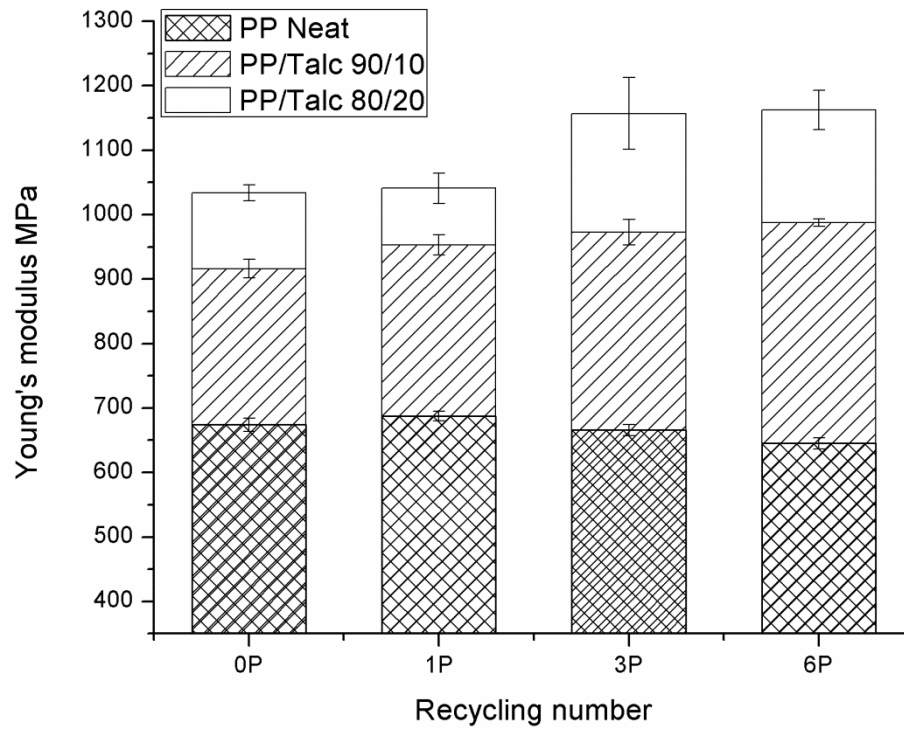 1300
1200
1100
1000
900
800
700
600
500
400
Young's modulus MPa
PP Neat
PP/Talc 90/10
PP/Talc 80/20
0P 1P 3P 6P
Recycling number